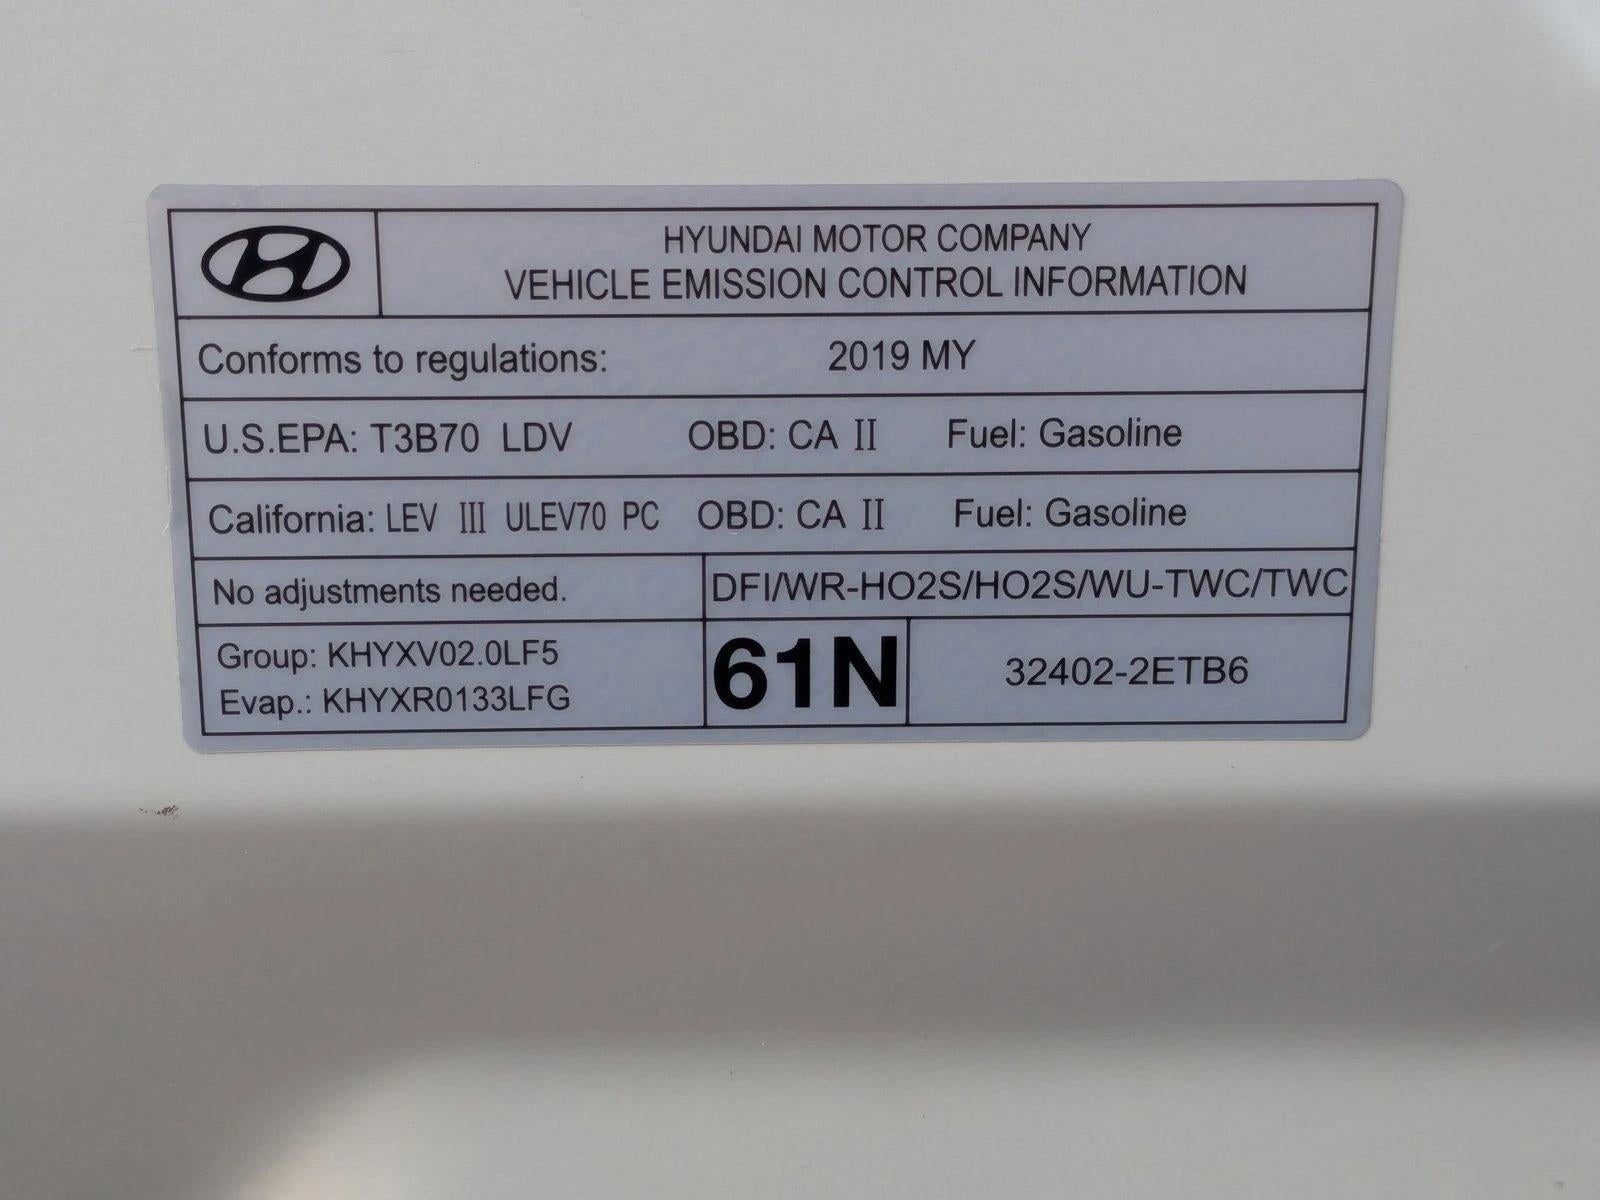 HYUNDAI MOTOR COMPANY
VEHICLE EMISSION CONTROL INFORMATION
Conforms to regulations: 2019 MY
U.S.EPA: T3B70 LDV OBD: CA II Fuel: Gasoline
California: LEV III ULEV70 PC OBD: CA II Fuel: Gasoline
No adjustments needed. DFI/WR-HO2S/HO2S/WU-TWC/TWC
Group: KHYXV02.0LF5
Evap.: KHYXR0133LFG
61N
32402-2ETB6